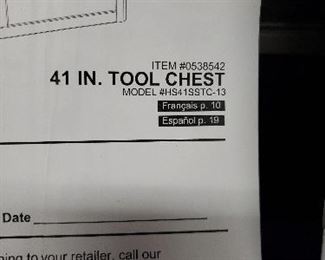 ITEM #0538542
41 IN. TOOL CHEST
MODEL #HS41SSTC-13
Français p. 10
Español p. 19
Date
ning to your retailer, call our